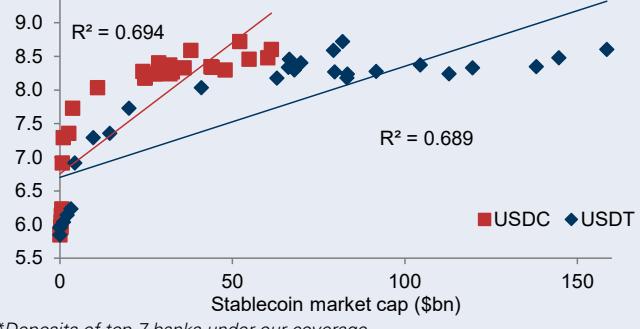 9.0
R² = 0.694
8.5
8.0
7.5
R² = 0.689
7.0
6.5
6.0
USDC USDT
5.5
0 50 100 150
Stablecoin market cap ($bn)
*Deposits of top 7 banks under our coverage